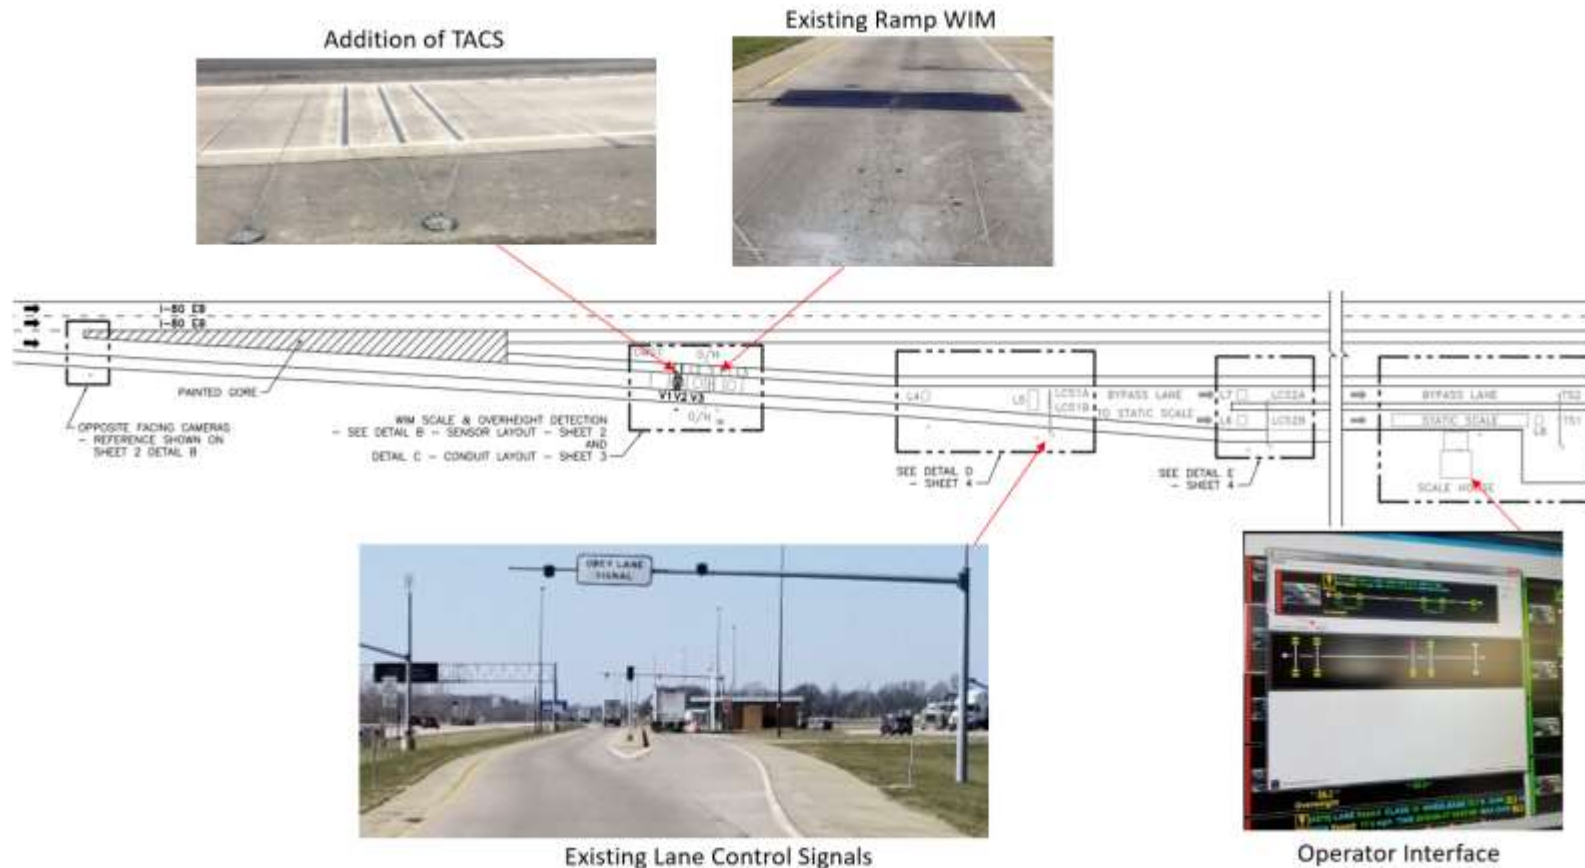 Addition of TACS
Existing Ramp WIM
I-80 EB
I-80 EB
PAINTED GORE
OPPOSITE FACING CAMERAS
- REFERENCE SHOWN ON
SHEET 2 DETAIL B
O/H
V1 V2 V3
O/H
WIM SCALE & OVERHEIGHT DETECTION
- SEE DETAIL B - SENSOR LAYOUT - SHEET 2
AND
DETAIL C - CONDUIT LAYOUT - SHEET 3
L4
L5
LCS1A
LCS1B
BYPASS LANE
TO STATIC SCALE
SEE DETAIL D
- SHEET 4
L7
LCS2A
L6
LCS2B
SEE DETAIL E
- SHEET 4
BYPASS LANE
TS2
STATIC SCALE
L8
TS1
SCALE HOUSE
OBEY LANE
SIGNAL
Overweight
Existing Lane Control Signals
Operator Interface